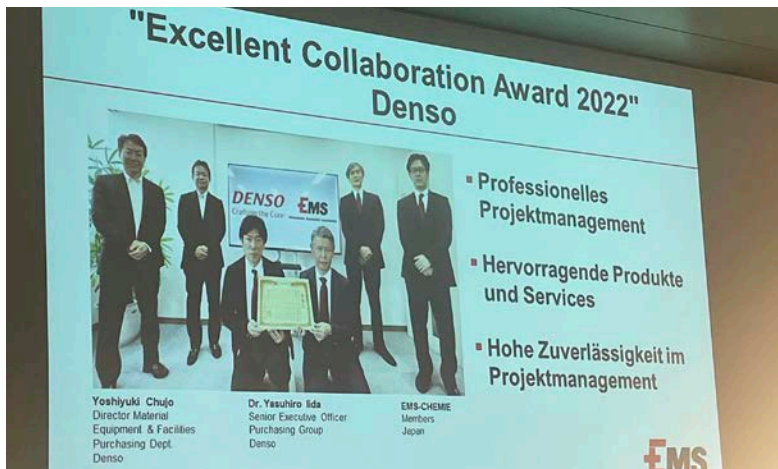 "Excellent Collaboration Award 2022"
Denso
DENSO
Crafting the Core
EMS
▪ Professionelles
Projektmanagement
▪ Hervorragende Produkte
und Services
▪ Hohe Zuverlässigkeit im
Projektmanagement
Yoshiyuki Chujo
Director Material
Equipment & Facilities
Purchasing Dept.
Denso
Dr. Yasuhiro Iida
Senior Executive Officer
Purchasing Group
Denso
EMS-CHEMIE
Members
Japan
EMS